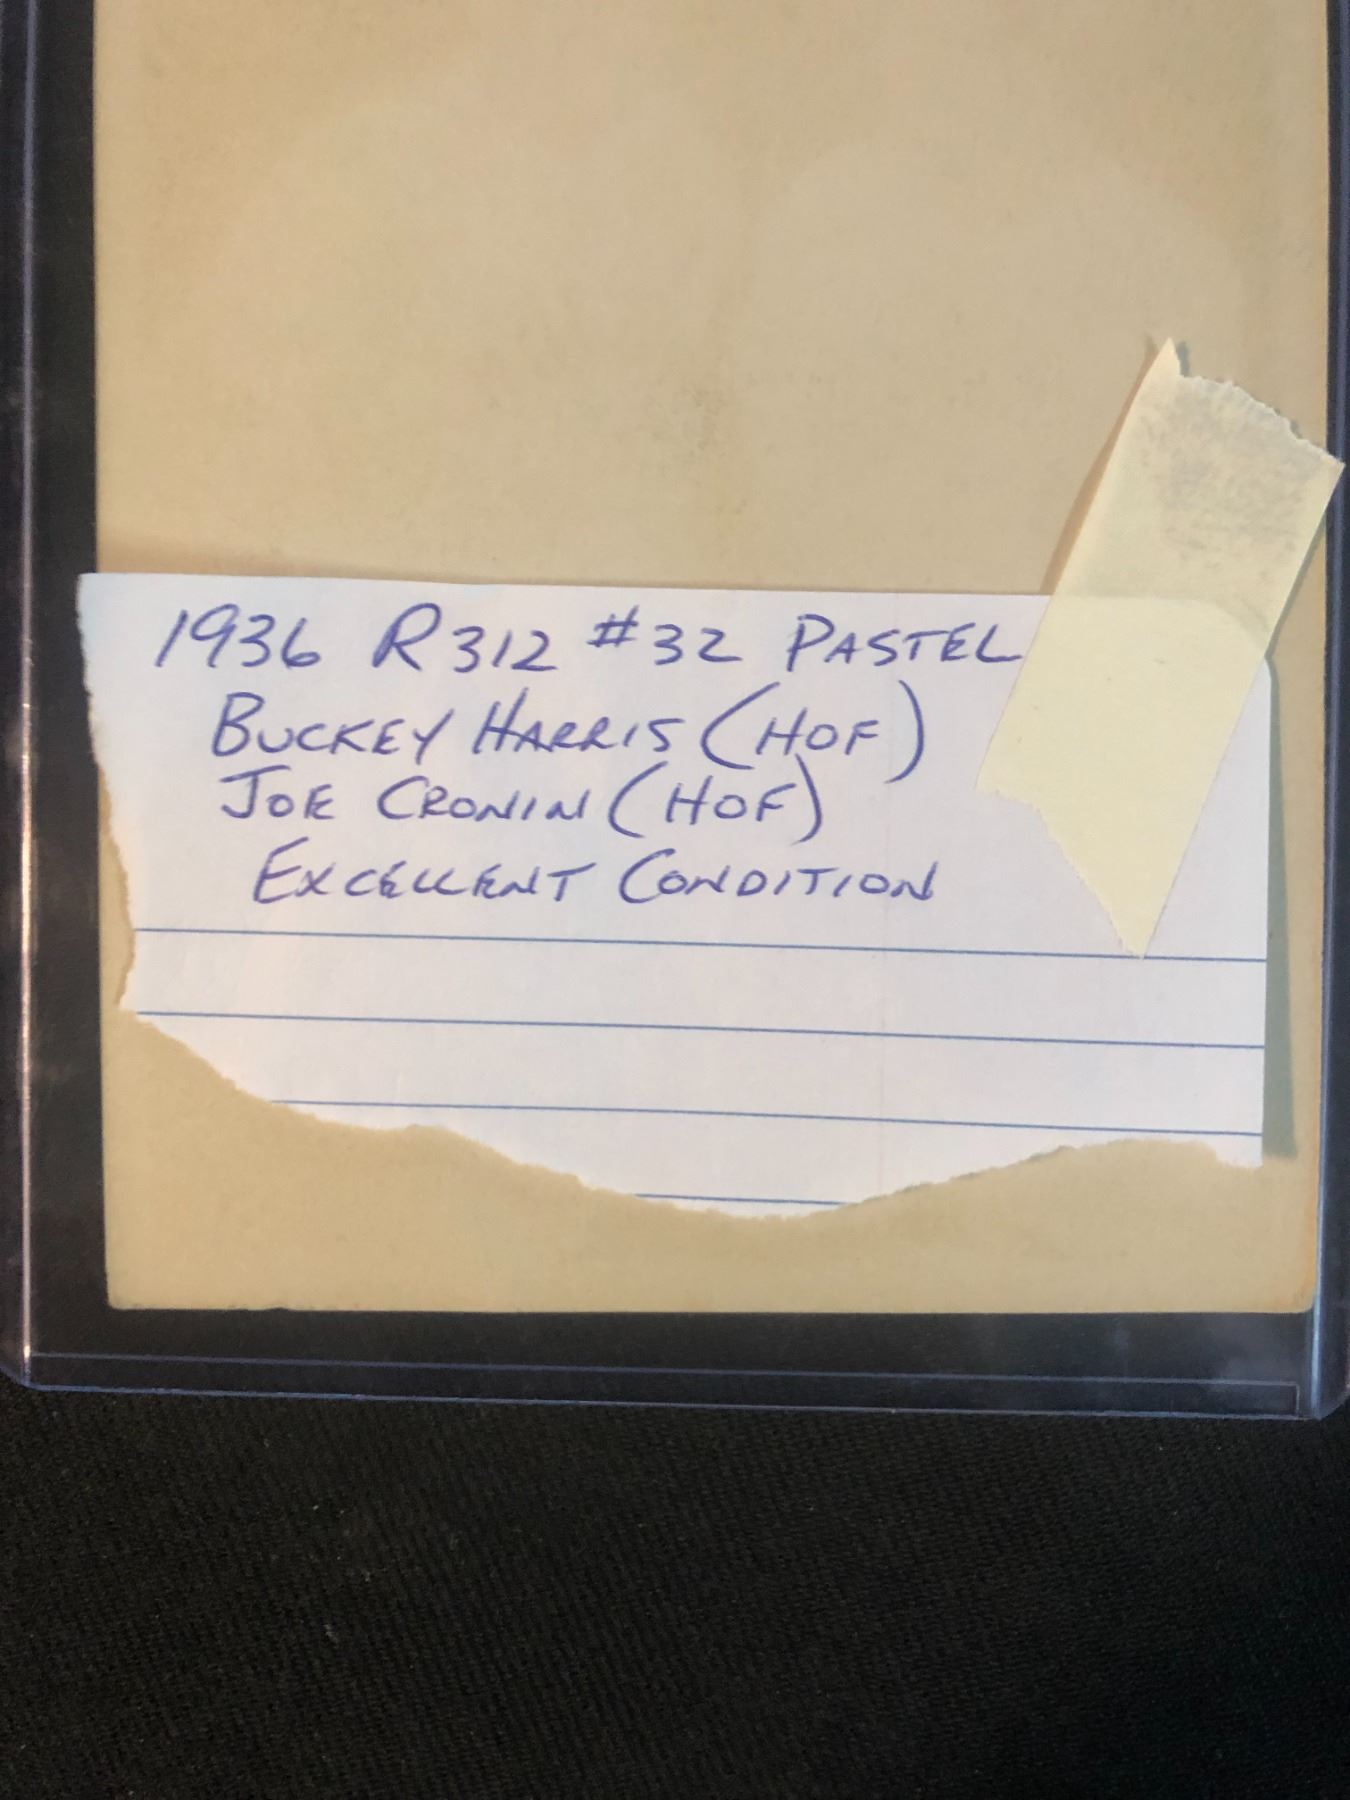 1936 R312 #32 PASTEL
BUCKEY HARRIS (HOF)
JOE CRONIN (HOF)
EXCELLENT CONDITION